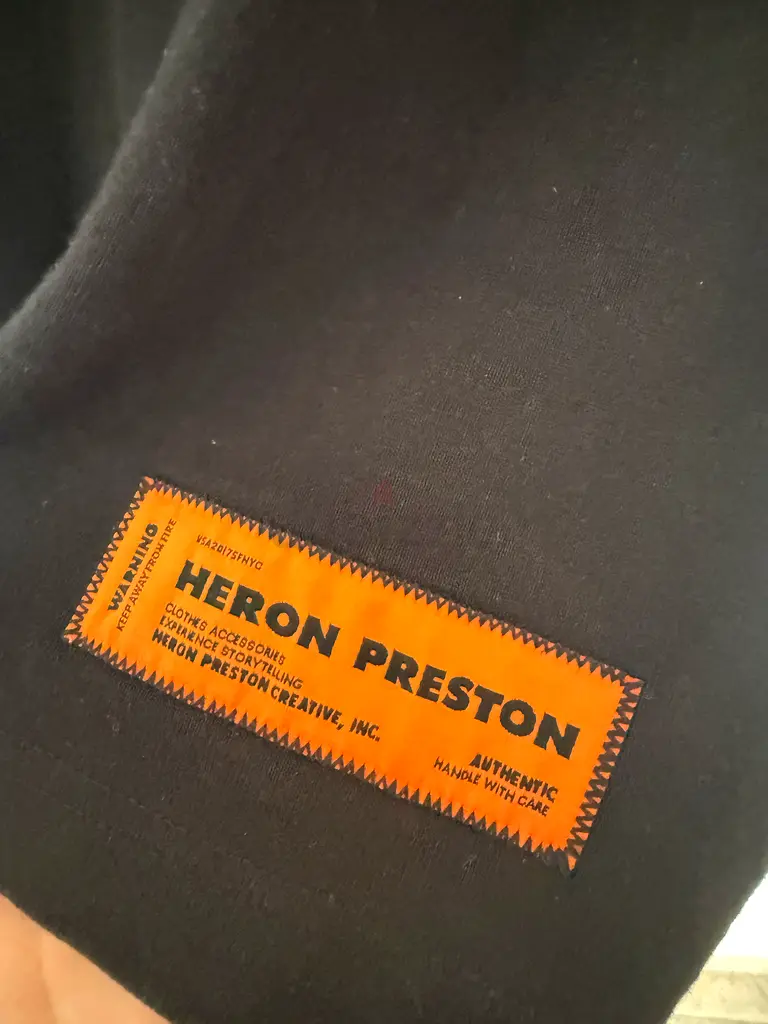 WARNING
KEEP AWAY FROM FIRE
USA2017SFNYC
HERON PRESTON
CLOTHES ACCESSORIES
EXPERIENCE STORYTELLING
HERON PRESTON CREATIVE, INC.
AUTHENTIC
HANDLE WITH CARE